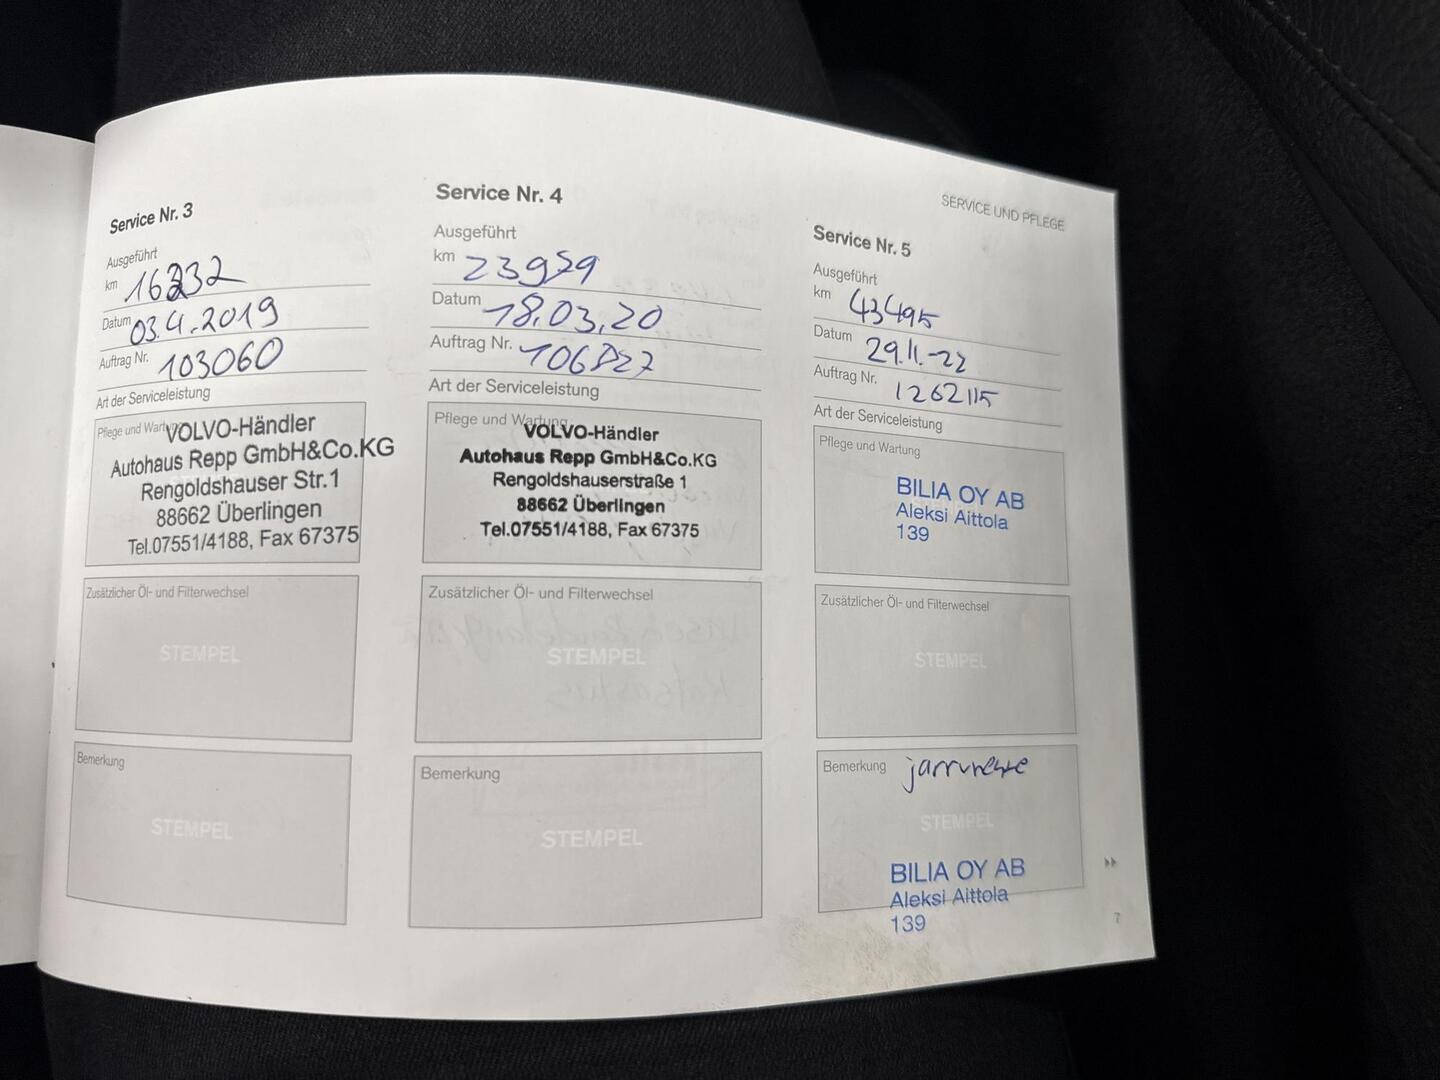 SERVICE UND PFLEGE
Service Nr. 3
Ausgeführt
km 16232
Datum 03.4.2019
Auftrag Nr. 103060
Art der Serviceleistung
Pflege und Wartung
VOLVO-Händler
Autohaus Repp GmbH&Co.KG
Rengoldshauser Str.1
88662 Überlingen
Tel.07551/4188, Fax 67375
Zusätzlicher Öl- und Filterwechsel
STEMPEL
Bemerkung
STEMPEL
Service Nr. 4
Ausgeführt
km 23979
Datum 18.03.20
Auftrag Nr.
Art der Serviceleistung
Pflege und Wartung
VOLVO-Händler
Autohaus Repp GmbH&Co.KG
Rengoldshauserstraße 1
88662 Überlingen
Tel.07551/4188, Fax 67375
Zusätzlicher Öl- und Filterwechsel
STEMPEL
Bemerkung
STEMPEL
Service Nr. 5
Ausgeführt
km 43495
Datum 29.11.-22
Auftrag Nr. 1262115
Art der Serviceleistung
Pflege und Wartung
BILIA OY AB
Aleksi Aittola
139
Zusätzlicher Öl- und Filterwechsel
STEMPEL
Bemerkung jarruneste
STEMPEL
BILIA OY AB
Aleksi Aittola
139
7